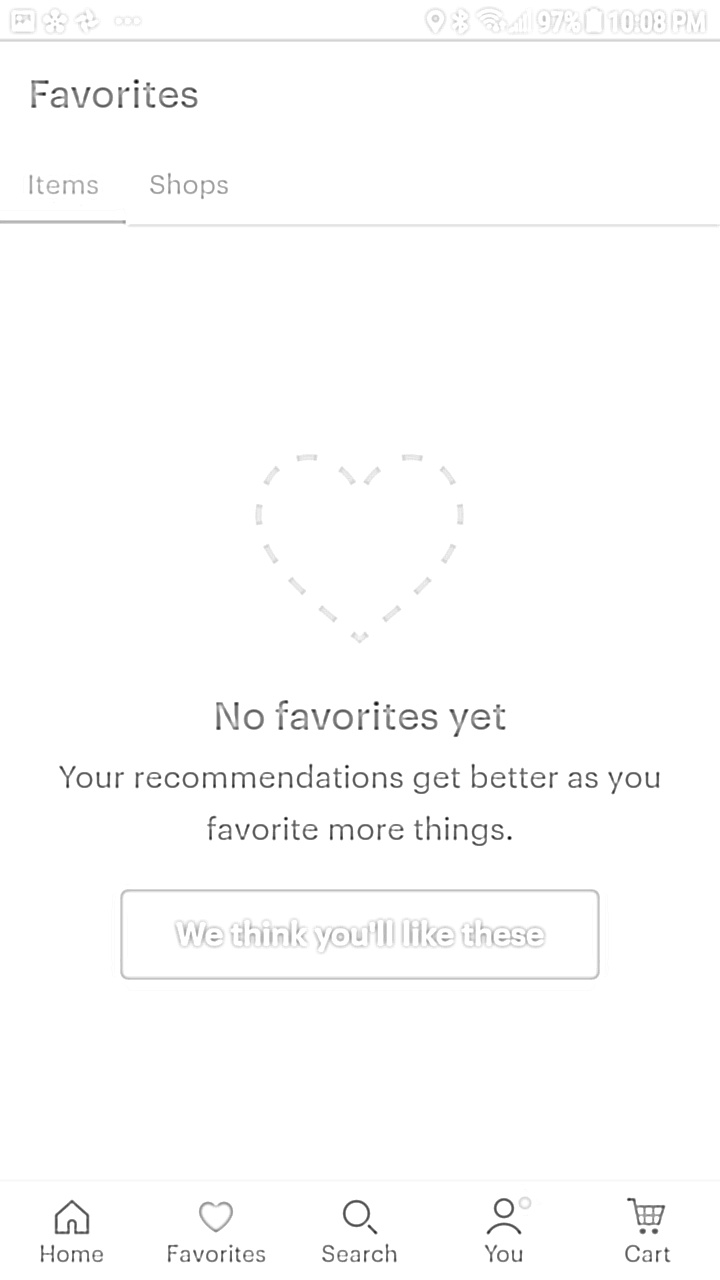 97% 10:08 PM
Favorites
Items Shops
No favorites yet
Your recommendations get better as you
favorite more things.
We think you'll like these
Home Favorites Search You Cart